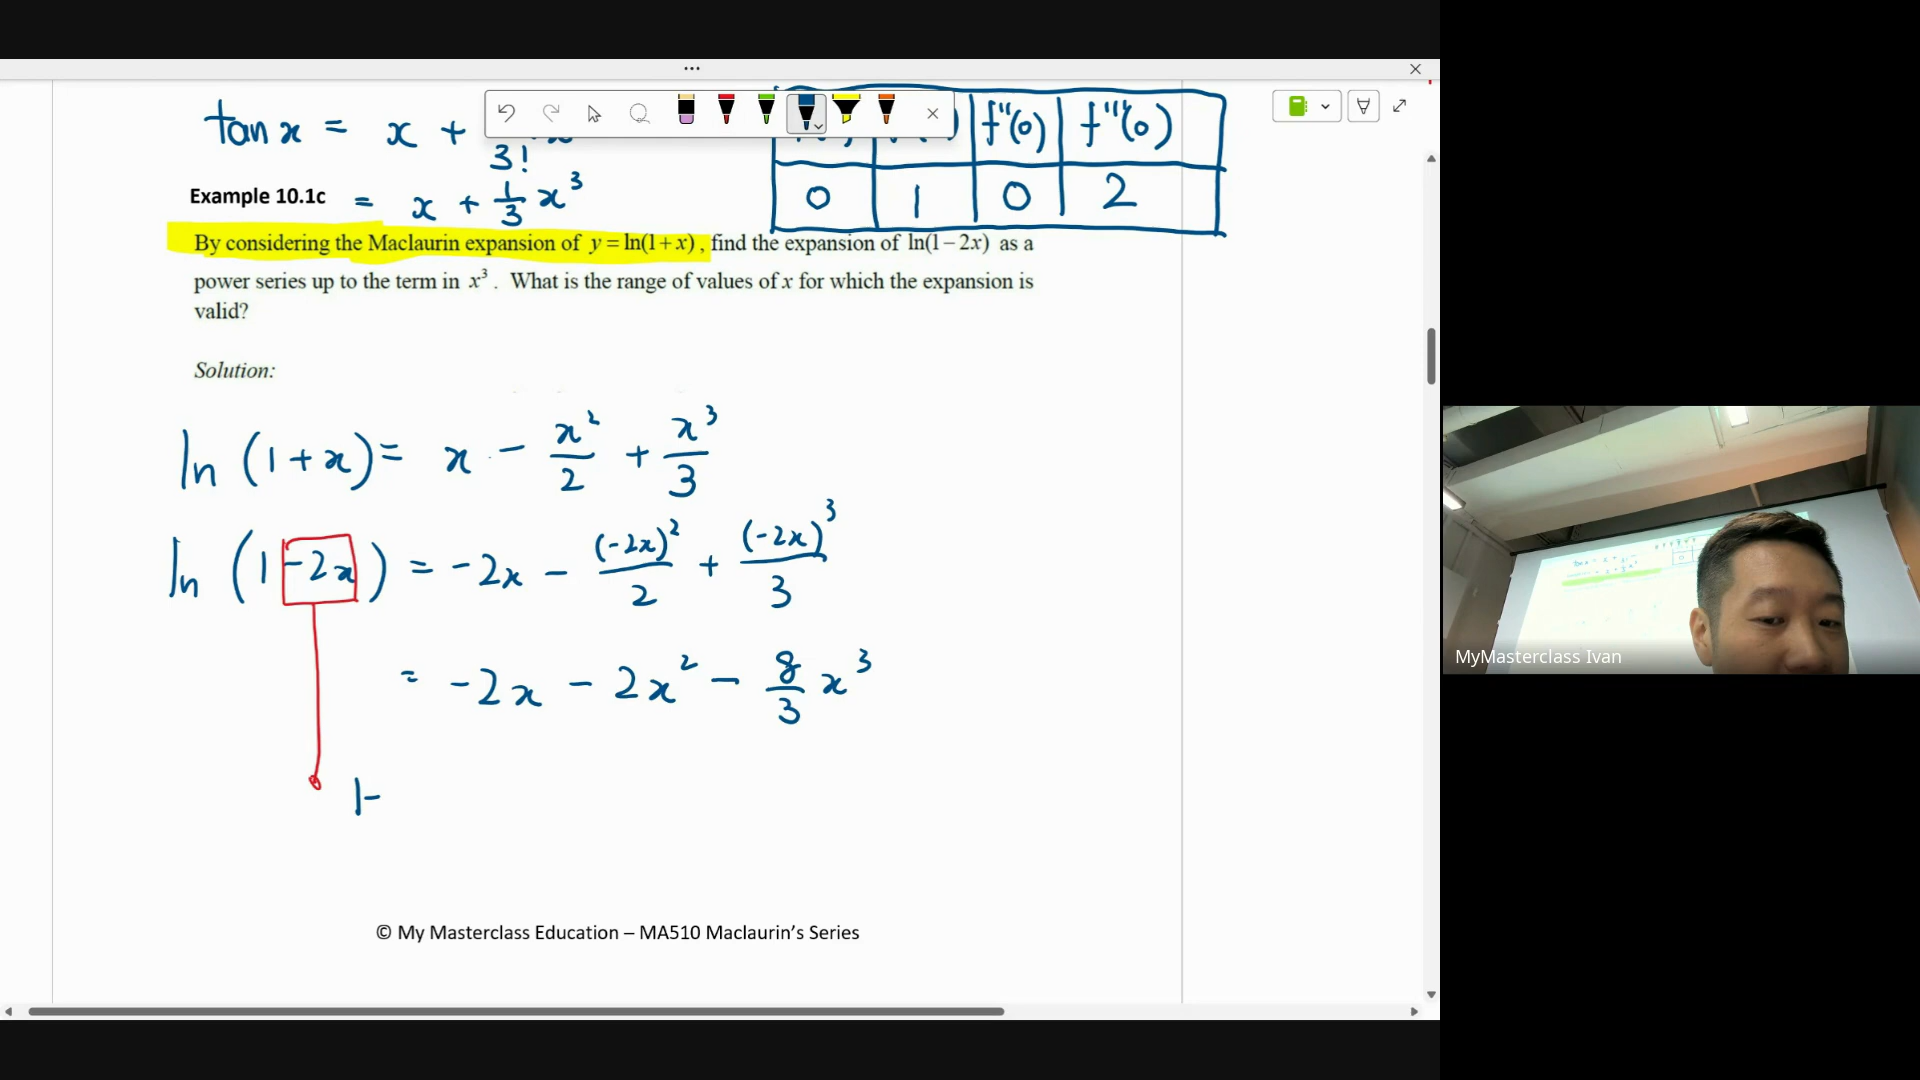 tan x = x +
3!
f"(0) f"'(0)
Example 10.1c = x + 1/3 x³
0 1 0 2
By considering the Maclaurin expansion of y = ln(1+x), find the expansion of ln(1−2x) as a
power series up to the term in x³. What is the range of values of x for which the expansion is
valid?
Solution:
ln (1+x) = x − x²/2 + x³/3
ln (1−2x) = −2x − (−2x)²/2 + (−2x)³/3
= −2x − 2x² − 8/3 x³
1-
© My Masterclass Education – MA510 Maclaurin's Series
MyMasterclass Ivan